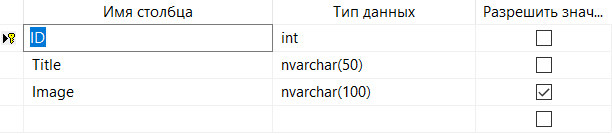 Имя столбца Тип данных Разрешить знач...
ID int
Title nvarchar(50)
Image nvarchar(100)